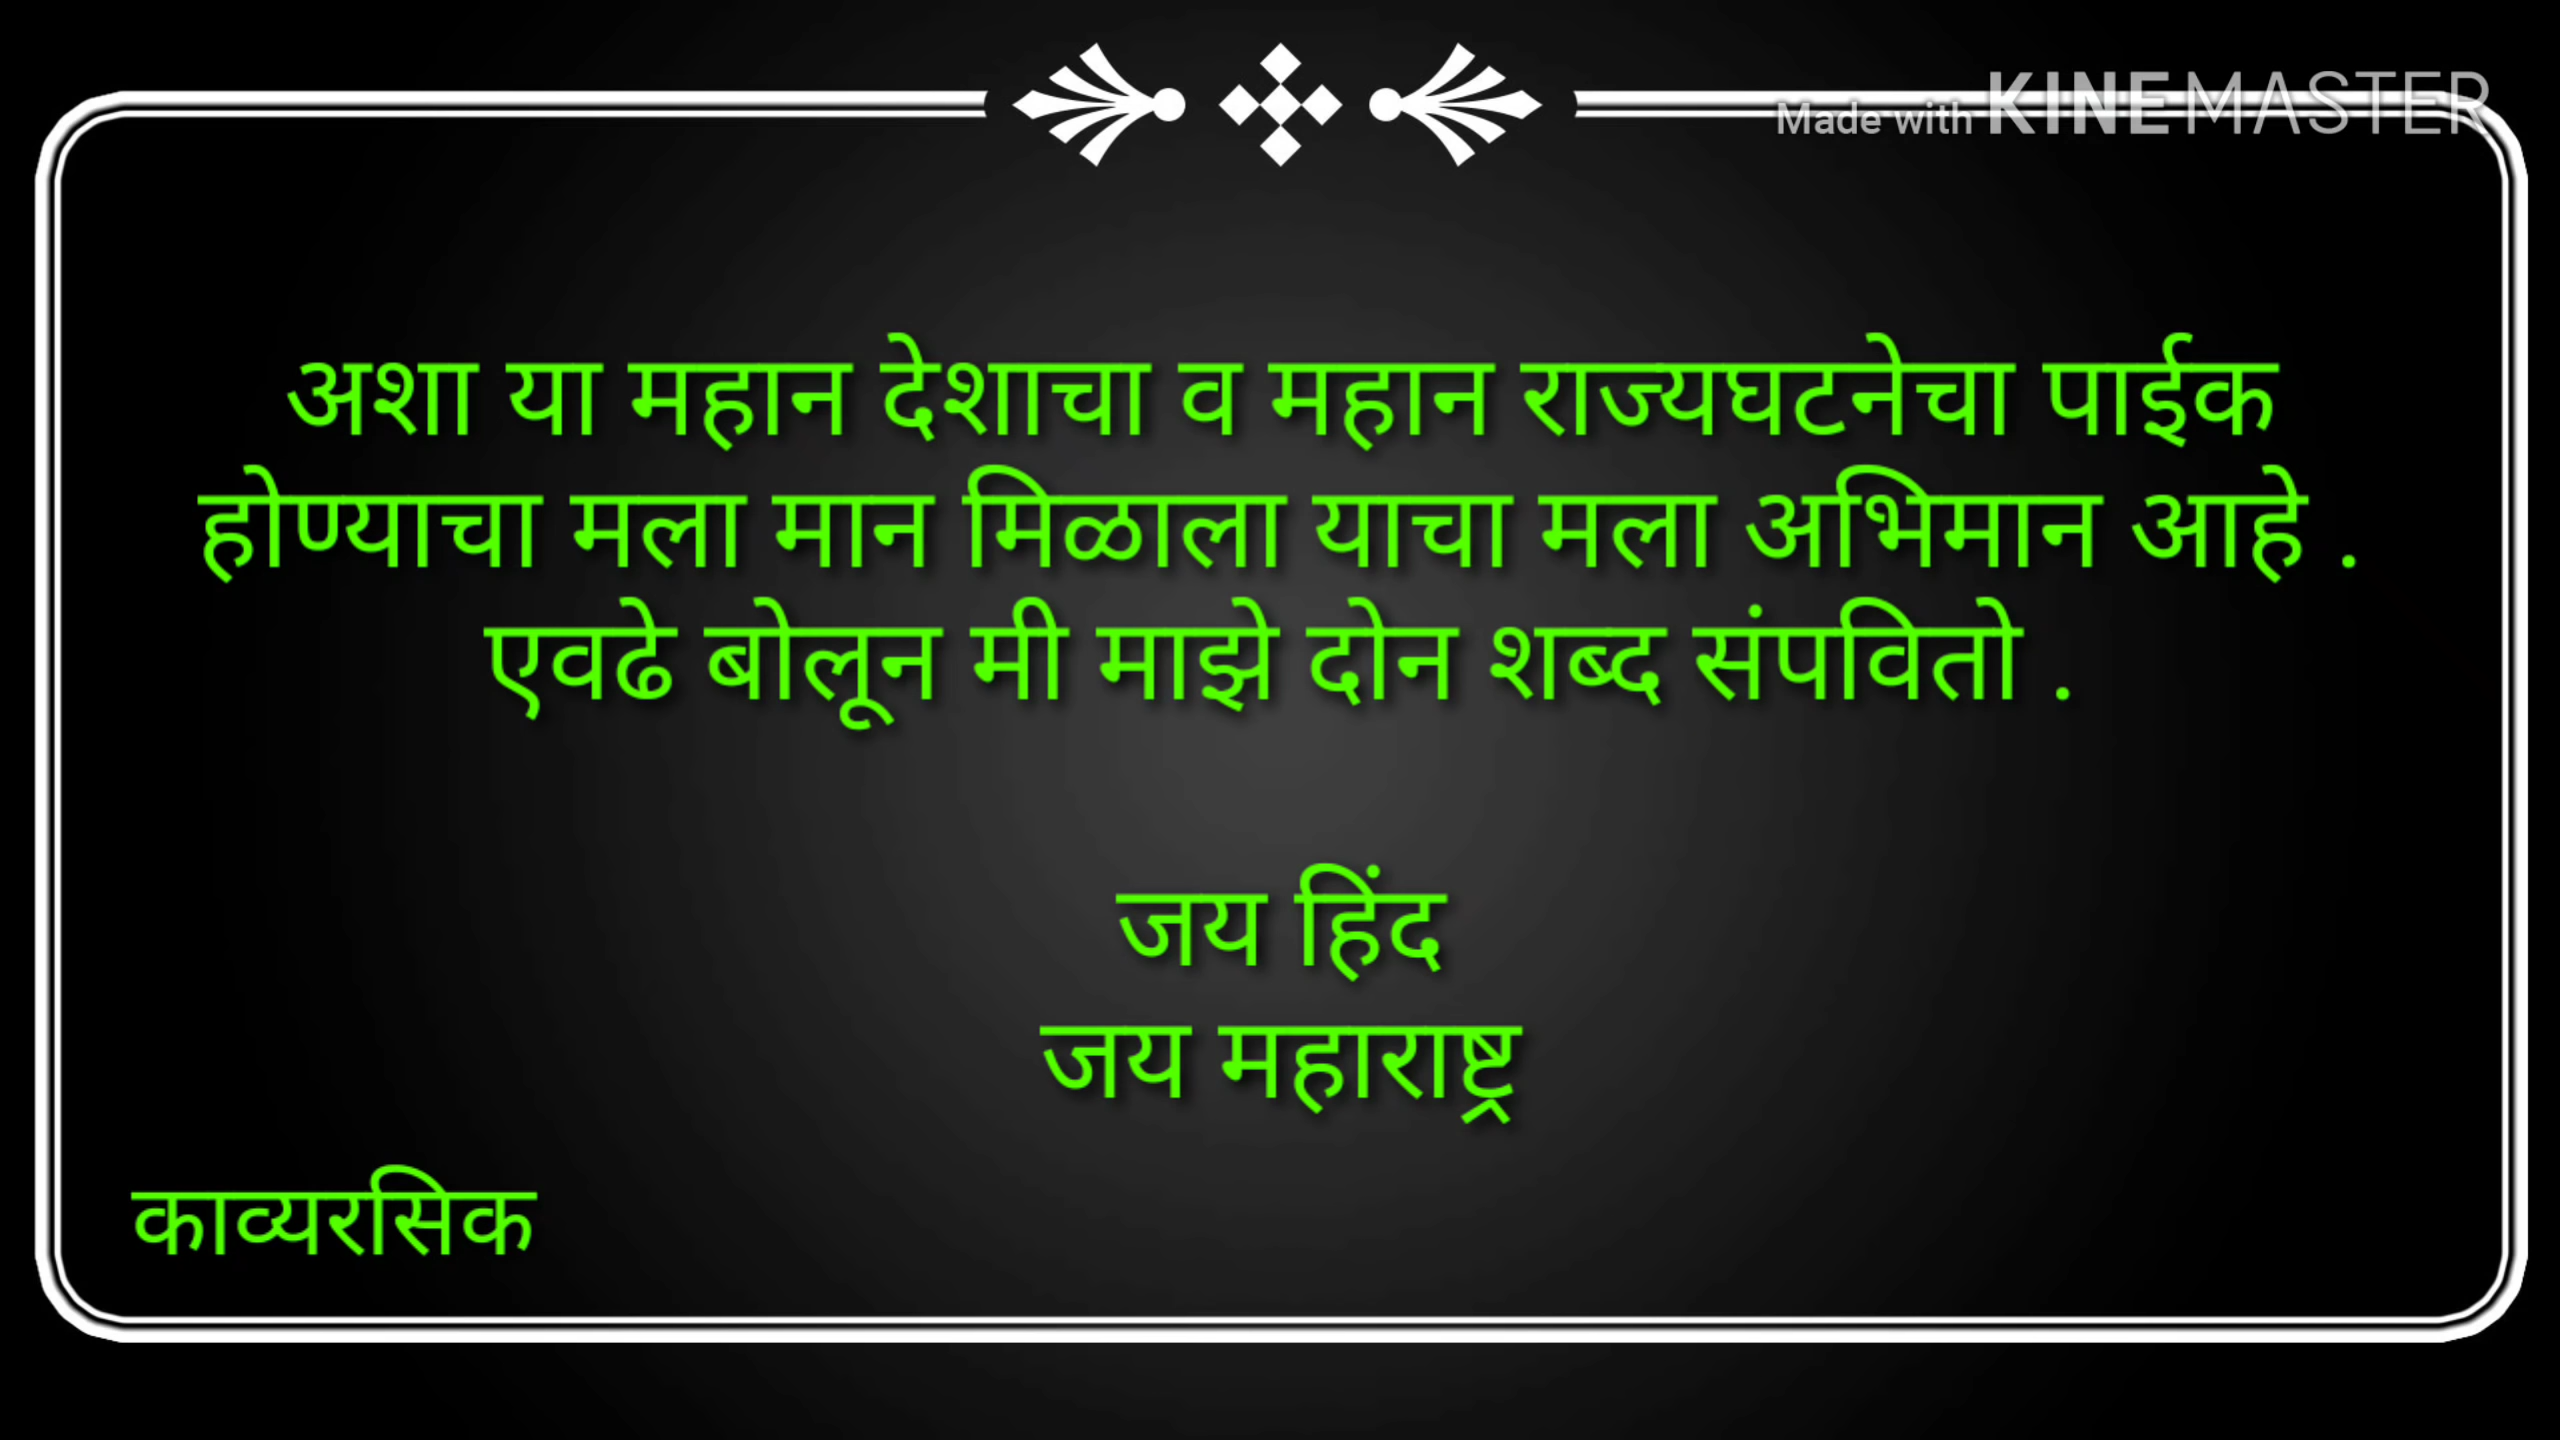 Made with KINEMASTER
अशा या महान देशाचा व महान राज्यघटनेचा पाईक
होण्याचा मला मान मिळाला याचा मला अभिमान आहे .
एवढे बोलून मी माझे दोन शब्द संपवितो .
जय हिंद
जय महाराष्ट्र
काव्यरसिक